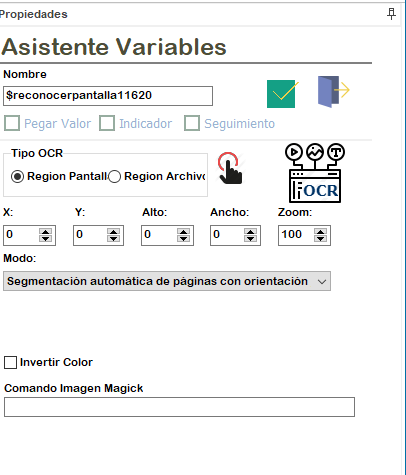 Propiedades
Asistente Variables
Nombre
$reconocerpantalla11620
Pegar Valor Indicador Seguimiento
Tipo OCR
Region Pantall Region Archivo
T
OCR
X: Y: Alto: Ancho: Zoom:
0 0 0 0 100
Modo:
Segmentación automática de páginas con orientación
Invertir Color
Comando Imagen Magick